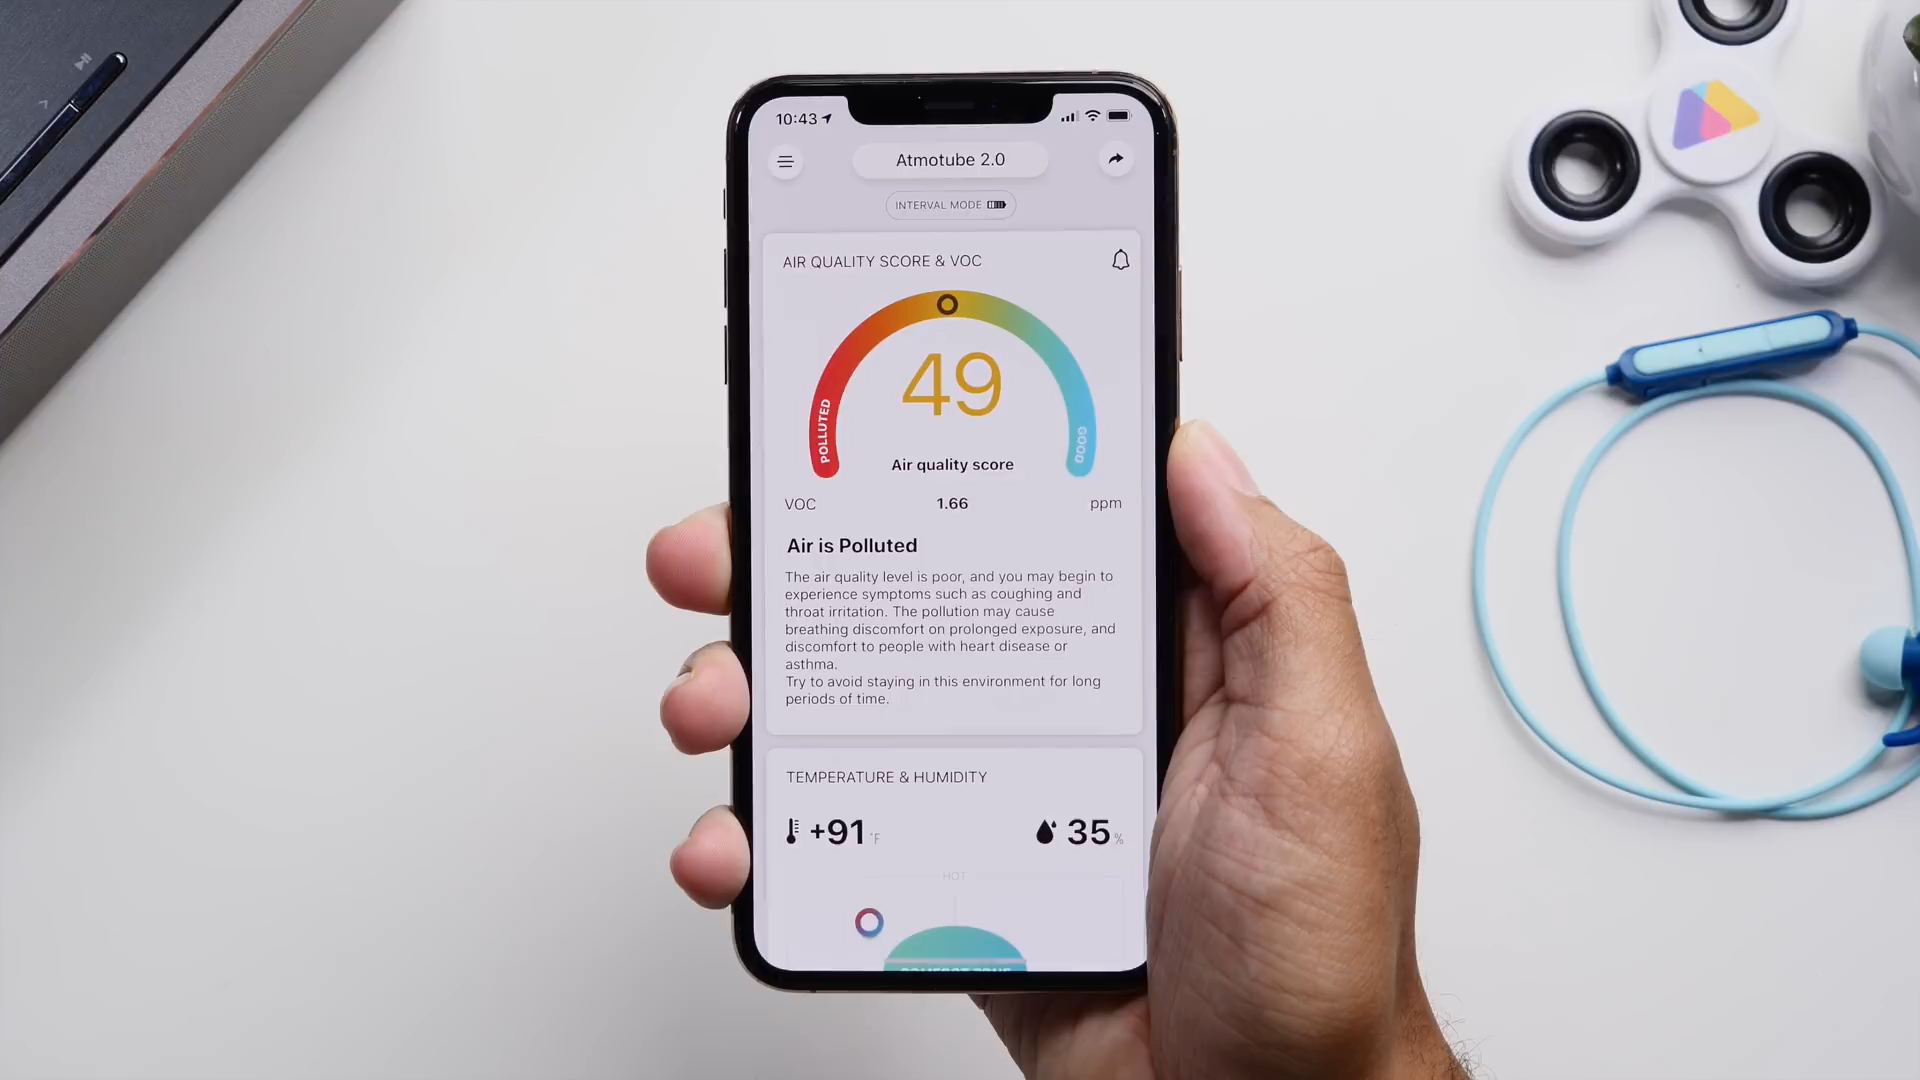 10:43
Atmotube 2.0
INTERVAL MODE
AIR QUALITY SCORE & VOC
POLLUTED
GOOD
49
Air quality score
VOC 1.66 ppm
Air is Polluted
The air quality level is poor, and you may begin to
experience symptoms such as coughing and
throat irritation. The pollution may cause
breathing discomfort on prolonged exposure, and
discomfort to people with heart disease or
asthma.
Try to avoid staying in this environment for long
periods of time.
TEMPERATURE & HUMIDITY
+91 °F 35 %
HOT
COMFORT ZONE